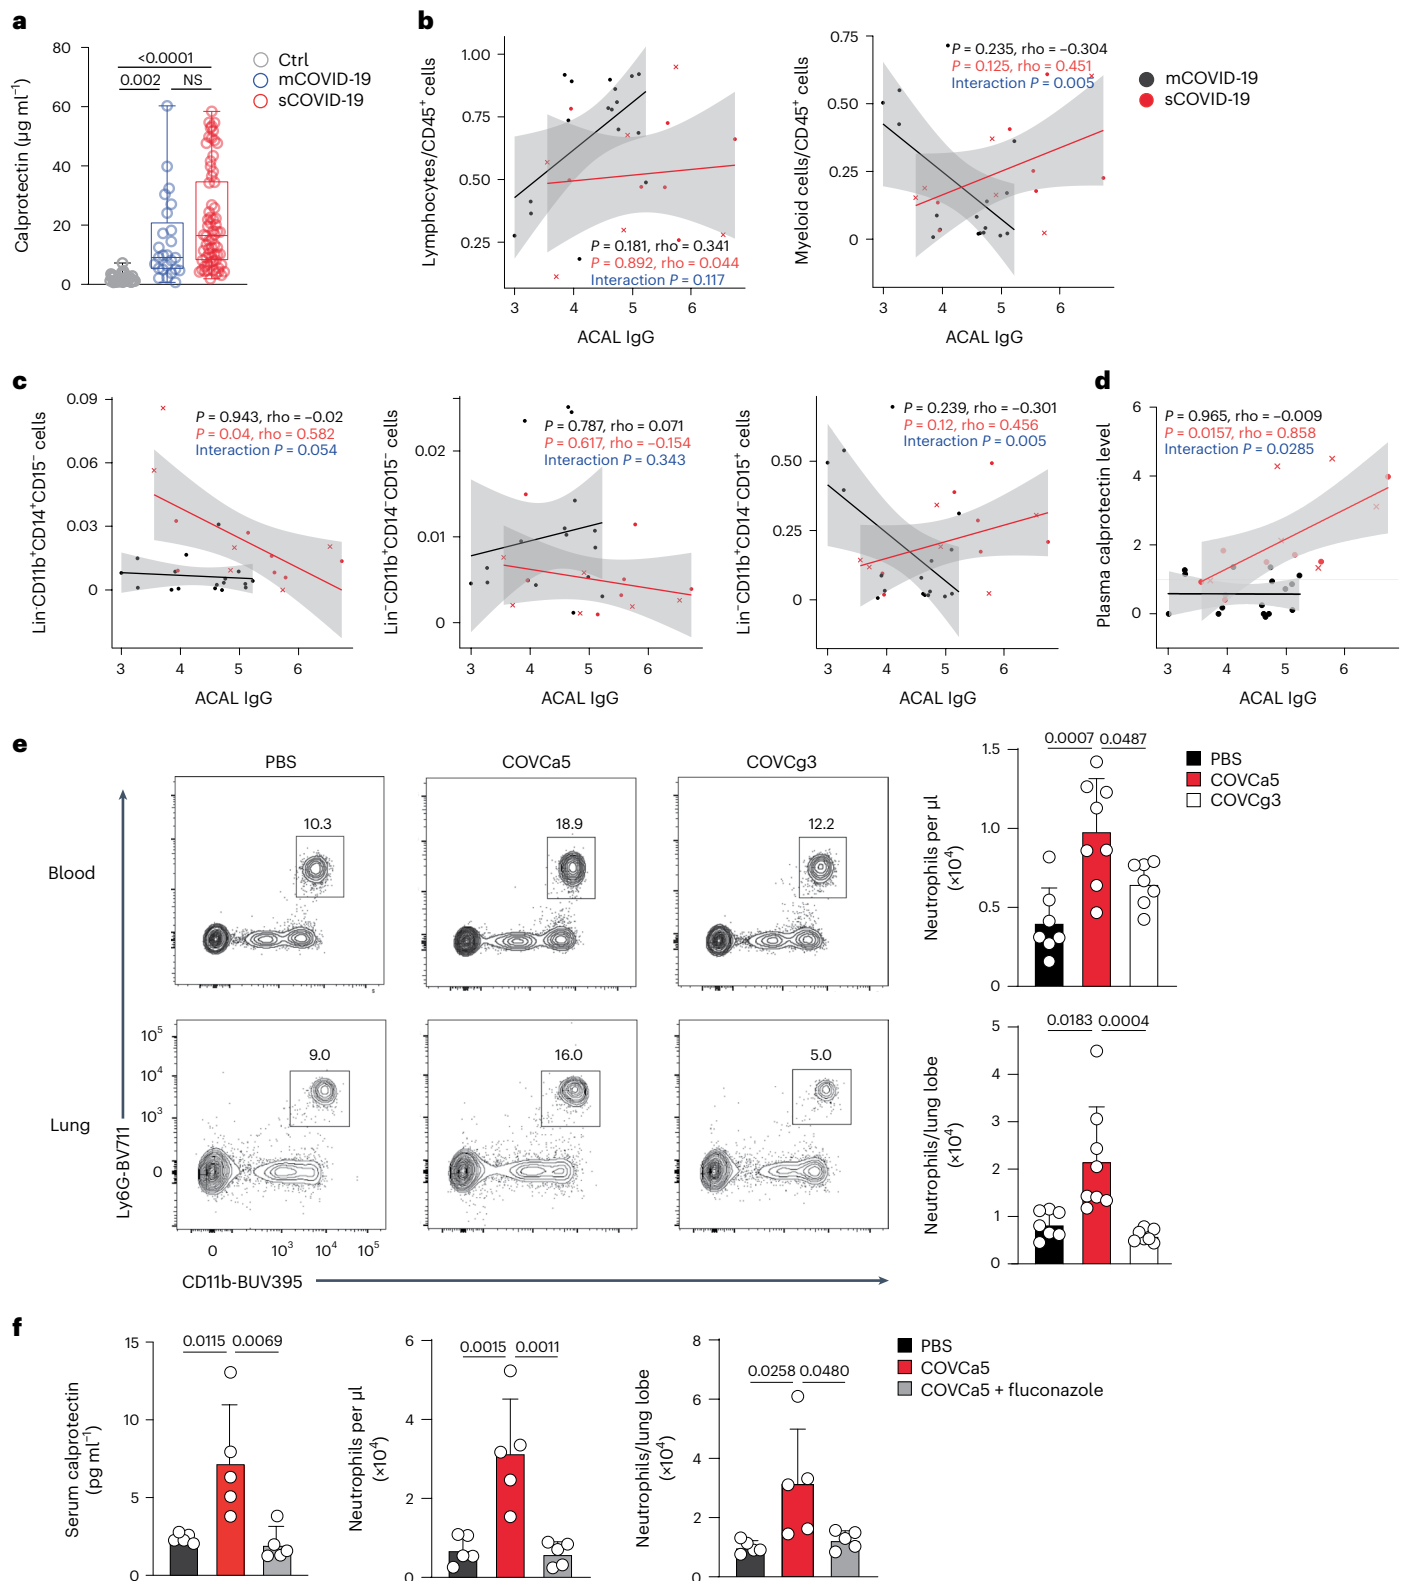 a
80
60
40
20
0
Calprotectin (µg ml⁻¹)
<0.0001
0.002
NS
Ctrl
mCOVID-19
sCOVID-19
b
1.00
0.75
0.50
0.25
Lymphocytes/CD45⁺ cells
P = 0.181, rho = 0.341
P = 0.892, rho = 0.044
Interaction P = 0.117
3 4 5 6
ACAL IgG
0.75
0.50
0.25
0
Myeloid cells/CD45⁺ cells
P = 0.235, rho = −0.304
P = 0.125, rho = 0.451
Interaction P = 0.005
3 4 5 6
ACAL IgG
mCOVID-19
sCOVID-19
c
0.09
0.06
0.03
0
Lin⁻CD11b⁺CD14⁺CD15⁻ cells
P = 0.943, rho = −0.02
P = 0.04, rho = 0.582
Interaction P = 0.054
3 4 5 6
ACAL IgG
0.02
0.01
0
Lin⁻CD11b⁺CD14⁻CD15⁻ cells
P = 0.787, rho = 0.071
P = 0.617, rho = −0.154
Interaction P = 0.343
3 4 5 6
ACAL IgG
0.50
0.25
0
Lin⁻CD11b⁺CD14⁻CD15⁺ cells
P = 0.239, rho = −0.301
P = 0.12, rho = 0.456
Interaction P = 0.005
3 4 5 6
ACAL IgG
d
6
4
2
0
Plasma calprotectin level
P = 0.965, rho = −0.009
P = 0.0157, rho = 0.858
Interaction P = 0.0285
3 4 5 6
ACAL IgG
e
PBS
COVCa5
COVCg3
Blood
10.3
18.9
12.2
Lung
9.0
16.0
5.0
10⁵
10⁴
10³
0
Ly6G-BV711
0 10³ 10⁴ 10⁵
CD11b-BUV395
1.5
1.0
0.5
0
Neutrophils per µl
(×10⁴)
0.0007
0.0487
PBS
COVCa5
COVCg3
5
4
3
2
1
0
Neutrophils/lung lobe
(×10⁴)
0.0183
0.0004
f
15
10
5
0
Serum calprotectin
(pg ml⁻¹)
0.0115
0.0069
6
4
2
0
Neutrophils per µl
(×10⁴)
0.0015
0.0011
8
6
4
2
0
Neutrophils/lung lobe
(×10⁴)
0.0258
0.0480
PBS
COVCa5
COVCa5 + fluconazole